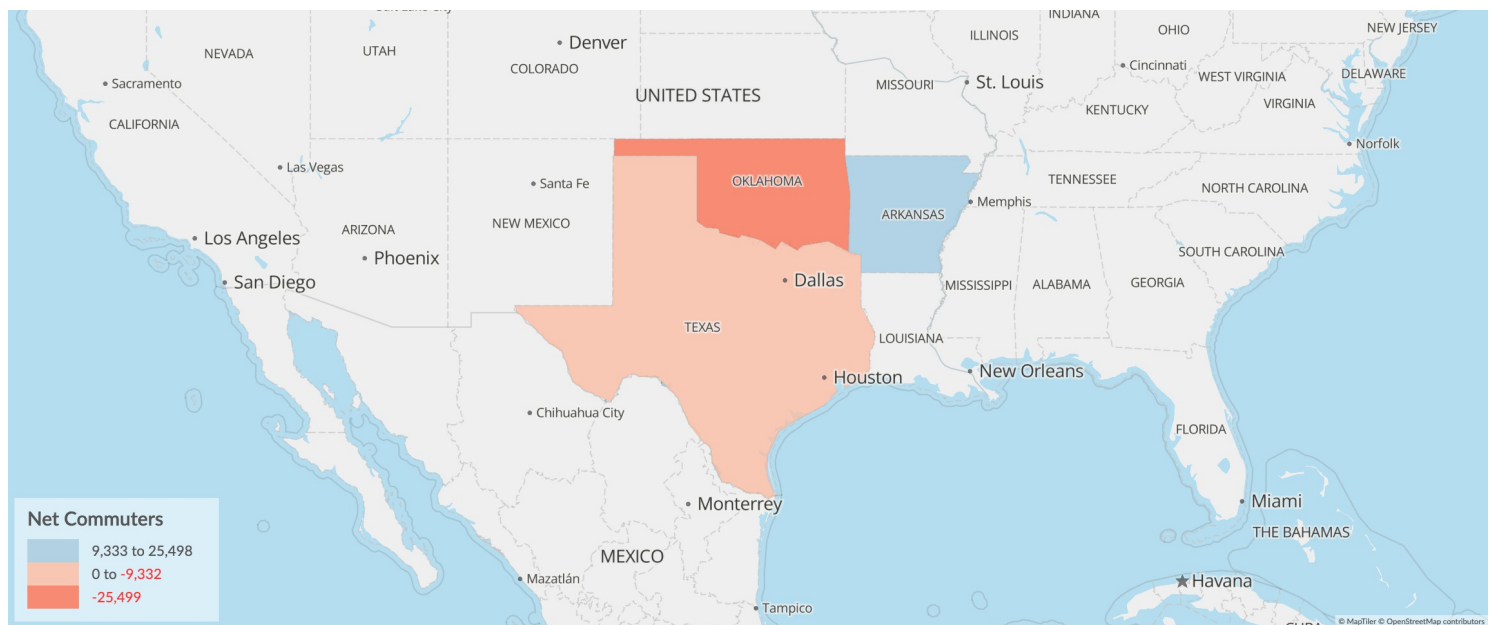 INDIANA
OHIO
NEW JERSEY
ILLINOIS
Denver
NEVADA
UTAH
COLORADO
Cincinnati
WEST VIRGINIA
DELAWARE
Sacramento
UNITED STATES
MISSOURI
St. Louis
KENTUCKY
VIRGINIA
CALIFORNIA
Norfolk
Las Vegas
Santa Fe
OKLAHOMA
TENNESSEE
NORTH CAROLINA
Memphis
ARKANSAS
NEW MEXICO
ARIZONA
Los Angeles
Phoenix
SOUTH CAROLINA
San Diego
Dallas
MISSISSIPPI
ALABAMA
GEORGIA
TEXAS
LOUISIANA
Houston
New Orleans
Chihuahua City
FLORIDA
Monterrey
Miami
THE BAHAMAS
MEXICO
Mazatlán
Havana
Tampico
Net Commuters
9,333 to 25,498
0 to -9,332
-25,499
© MapTiler © OpenStreetMap contributors